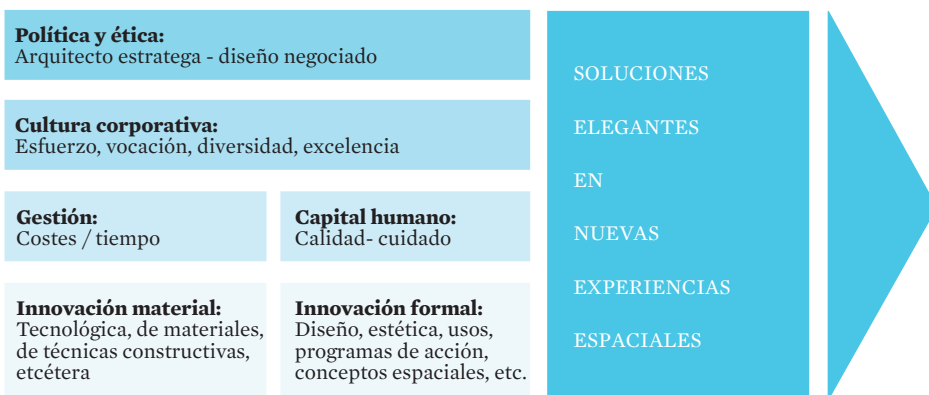 Política y ética:
Arquitecto estratega - diseño negociado
Cultura corporativa:
Esfuerzo, vocación, diversidad, excelencia
Gestión:
Costes / tiempo
Capital humano:
Calidad- cuidado
Innovación material:
Tecnológica, de materiales,
de técnicas constructivas,
etcétera
Innovación formal:
Diseño, estética, usos,
programas de acción,
conceptos espaciales, etc.
SOLUCIONES
ELEGANTES
EN
NUEVAS
EXPERIENCIAS
ESPACIALES